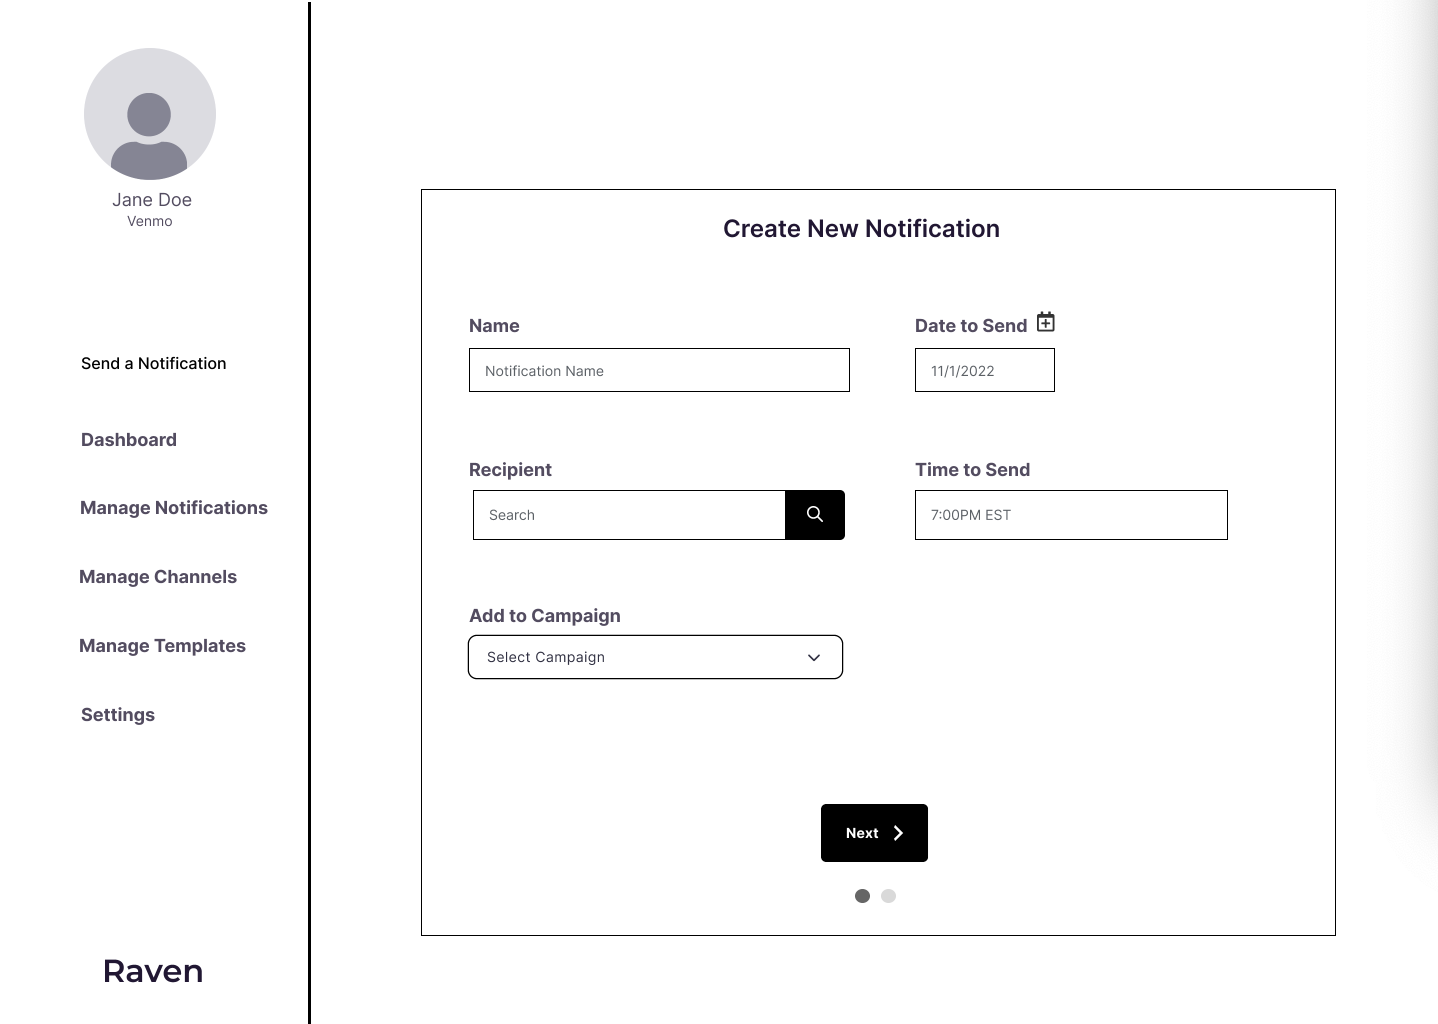 Jane Doe
Venmo
Send a Notification
Dashboard
Manage Notifications
Manage Channels
Manage Templates
Settings
Raven
Create New Notification
Name
Notification Name
Date to Send
11/1/2022
Recipient
Search
Time to Send
7:00PM EST
Add to Campaign
Select Campaign
Next